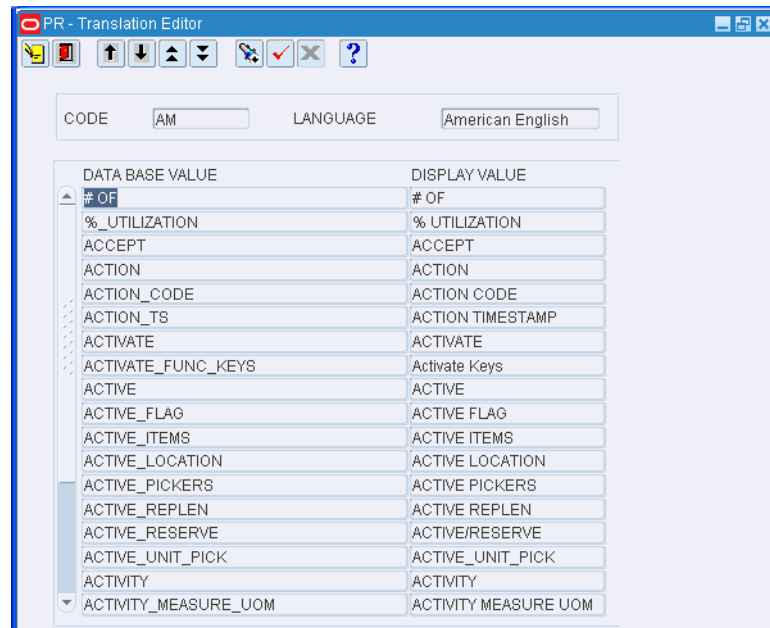 PR - Translation Editor
?
CODE AM LANGUAGE American English
DATA BASE VALUE DISPLAY VALUE
# OF # OF
%_UTILIZATION % UTILIZATION
ACCEPT ACCEPT
ACTION ACTION
ACTION_CODE ACTION CODE
ACTION_TS ACTION TIMESTAMP
ACTIVATE ACTIVATE
ACTIVATE_FUNC_KEYS Activate Keys
ACTIVE ACTIVE
ACTIVE_FLAG ACTIVE FLAG
ACTIVE_ITEMS ACTIVE ITEMS
ACTIVE_LOCATION ACTIVE LOCATION
ACTIVE_PICKERS ACTIVE PICKERS
ACTIVE_REPLEN ACTIVE REPLEN
ACTIVE_RESERVE ACTIVE/RESERVE
ACTIVE_UNIT_PICK ACTIVE_UNIT_PICK
ACTIVITY ACTIVITY
ACTIVITY_MEASURE_UOM ACTIVITY MEASURE UOM